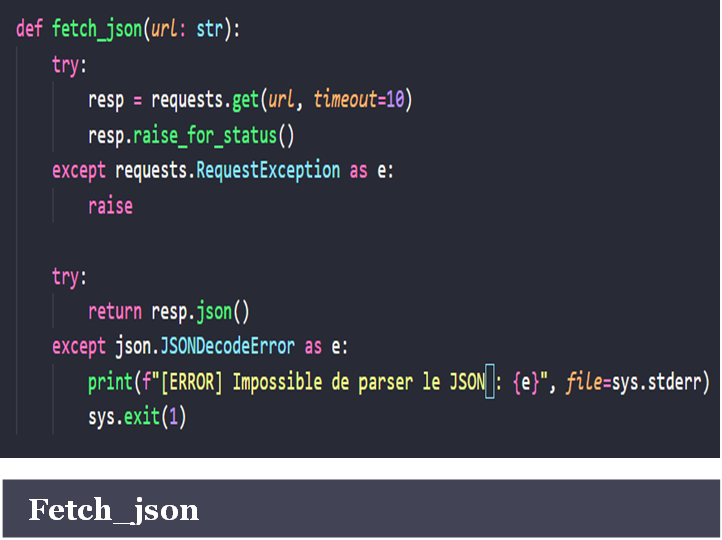 def fetch_json(url: str):
    try:
        resp = requests.get(url, timeout=10)
        resp.raise_for_status()
    except requests.RequestException as e:
        raise

    try:
        return resp.json()
    except json.JSONDecodeError as e:
        print(f"[ERROR] Impossible de parser le JSON : {e}", file=sys.stderr)
        sys.exit(1)
Fetch_json